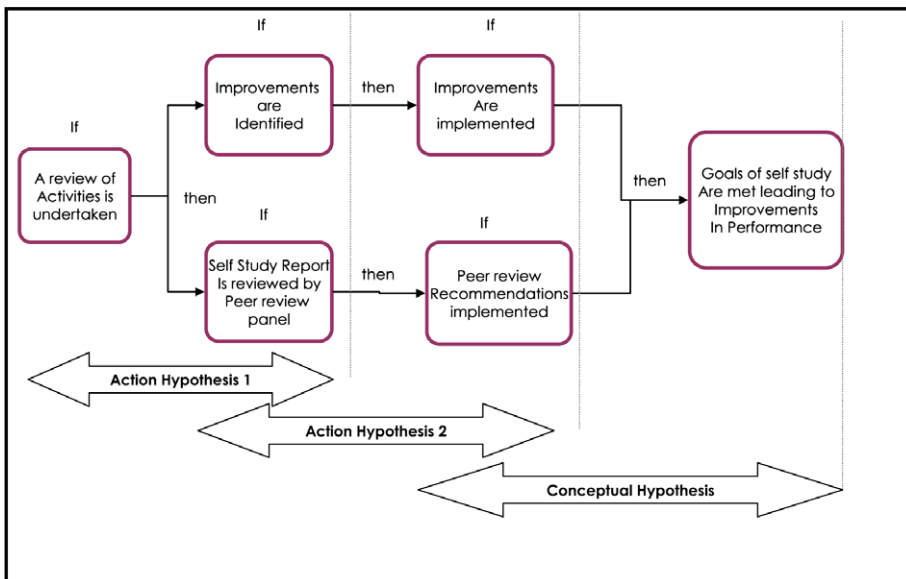 If
If
Improvements
are
Identified
then
Improvements
Are
implemented
If
A review of
Activities is
undertaken
then
Goals of self study
Are met leading to
Improvements
In Performance
then
If
If
Self Study Report
Is reviewed by
Peer review
panel
then
Peer review
Recommendations
implemented
Action Hypothesis 1
Action Hypothesis 2
Conceptual Hypothesis